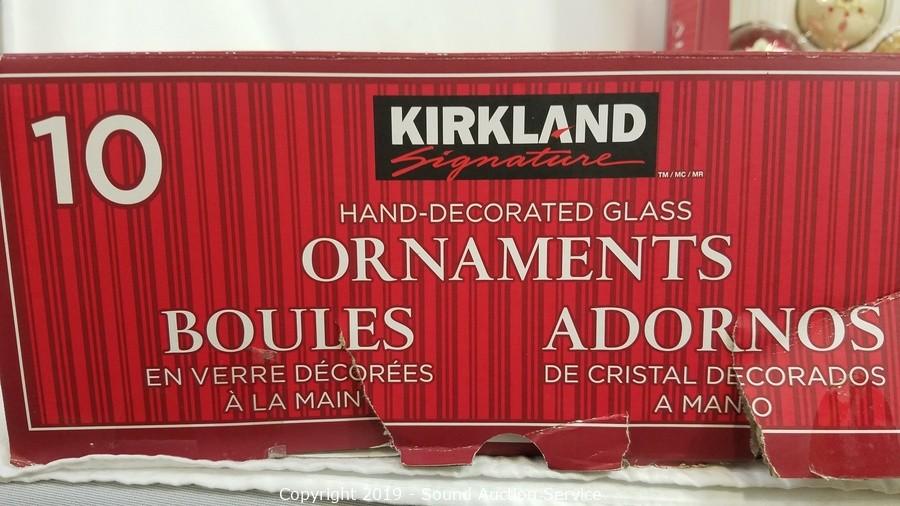 10
KIRKLAND
Signature
TM / MC / MR
HAND-DECORATED GLASS
ORNAMENTS
BOULES
EN VERRE DÉCORÉES
À LA MAIN
ADORNOS
DE CRISTAL DECORADOS
A MANO
Copyright 2019 - Sound Auction Service